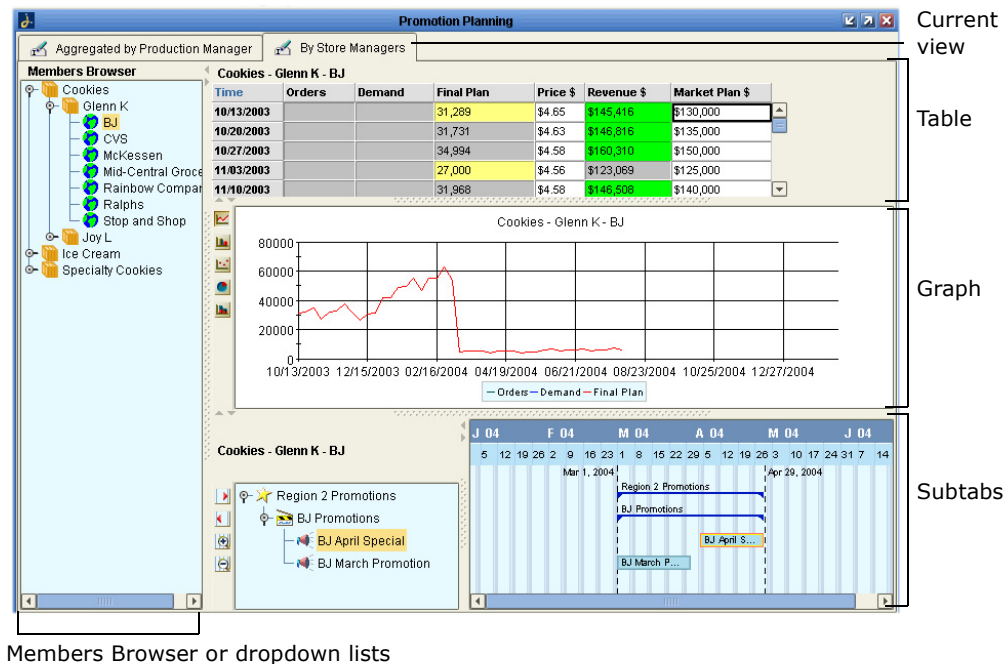 Promotion Planning
Current view
Aggregated by Production Manager
By Store Managers
Members Browser
Cookies
Glenn K
BJ
CVS
McKessen
Mid-Central Groce
Rainbow Compar
Ralphs
Stop and Shop
Joy L
Ice Cream
Specialty Cookies
Cookies - Glenn K - BJ
Time Orders Demand Final Plan Price $ Revenue $ Market Plan $
10/13/2003 31,289 $4.65 $145,416 $130,000
10/20/2003 31,731 $4.63 $146,816 $135,000
10/27/2003 34,994 $4.58 $160,310 $150,000
11/03/2003 27,000 $4.56 $123,069 $125,000
11/10/2003 31,968 $4.58 $146,508 $140,000
Table
Cookies - Glenn K - BJ
80000
60000
40000
20000
0
10/13/2003 12/15/2003 02/16/2004 04/19/2004 06/21/2004 08/23/2004 10/25/2004 12/27/2004
Orders Demand Final Plan
Graph
Cookies - Glenn K - BJ
Region 2 Promotions
BJ Promotions
BJ April Special
BJ March Promotion
J 04 F 04 M 04 A 04 M 04 J 04
5 12 19 26 2 9 16 23 1 8 15 22 29 5 12 19 26 3 10 17 24 31 7 14
Mar 1, 2004 Apr 29, 2004
Region 2 Promotions
BJ Promotions
BJ April S...
BJ March P...
Subtabs
Members Browser or dropdown lists